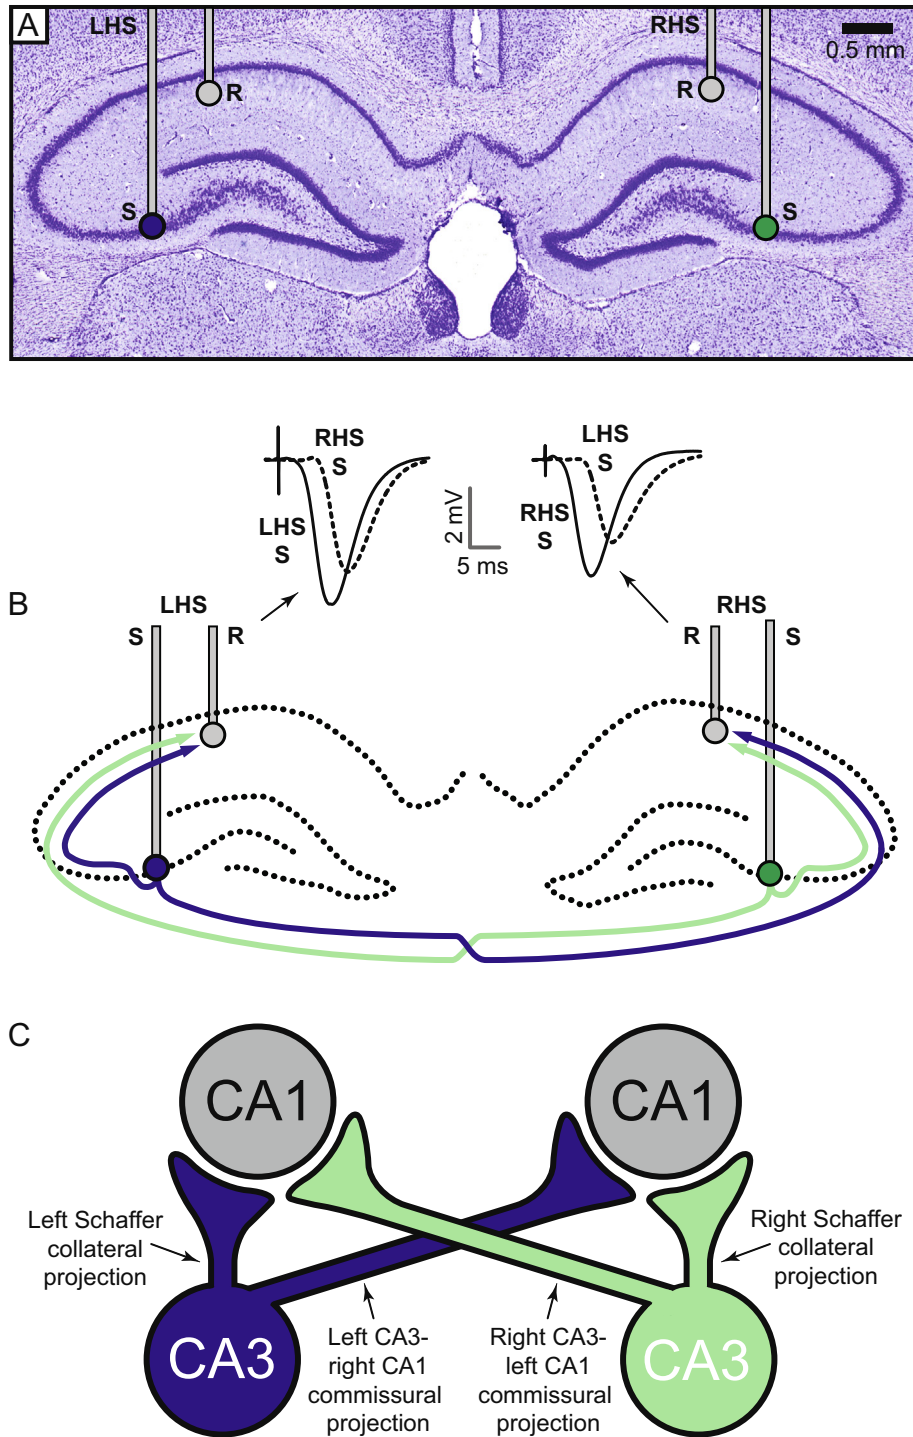 A
LHS
RHS
0.5 mm
R
R
S
S
RHS
S
LHS
S
LHS
S
RHS
S
2 mV
5 ms
B
LHS
S
R
RHS
R
S
C
CA1
CA1
Left Schaffer
collateral
projection
Right Schaffer
collateral
projection
CA3
CA3
Left CA3-
right CA1
commissural
projection
Right CA3-
left CA1
commissural
projection